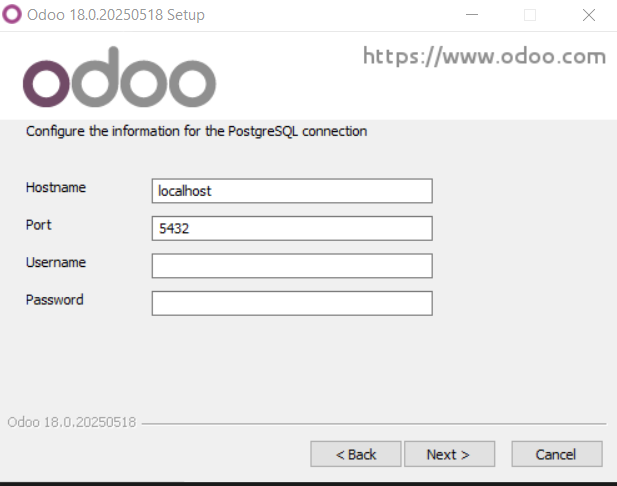 Odoo 18.0.20250518 Setup
odoo
https://www.odoo.com
Configure the information for the PostgreSQL connection
Hostname
localhost
Port
5432
Username
Password
Odoo 18.0.20250518
< Back
Next >
Cancel